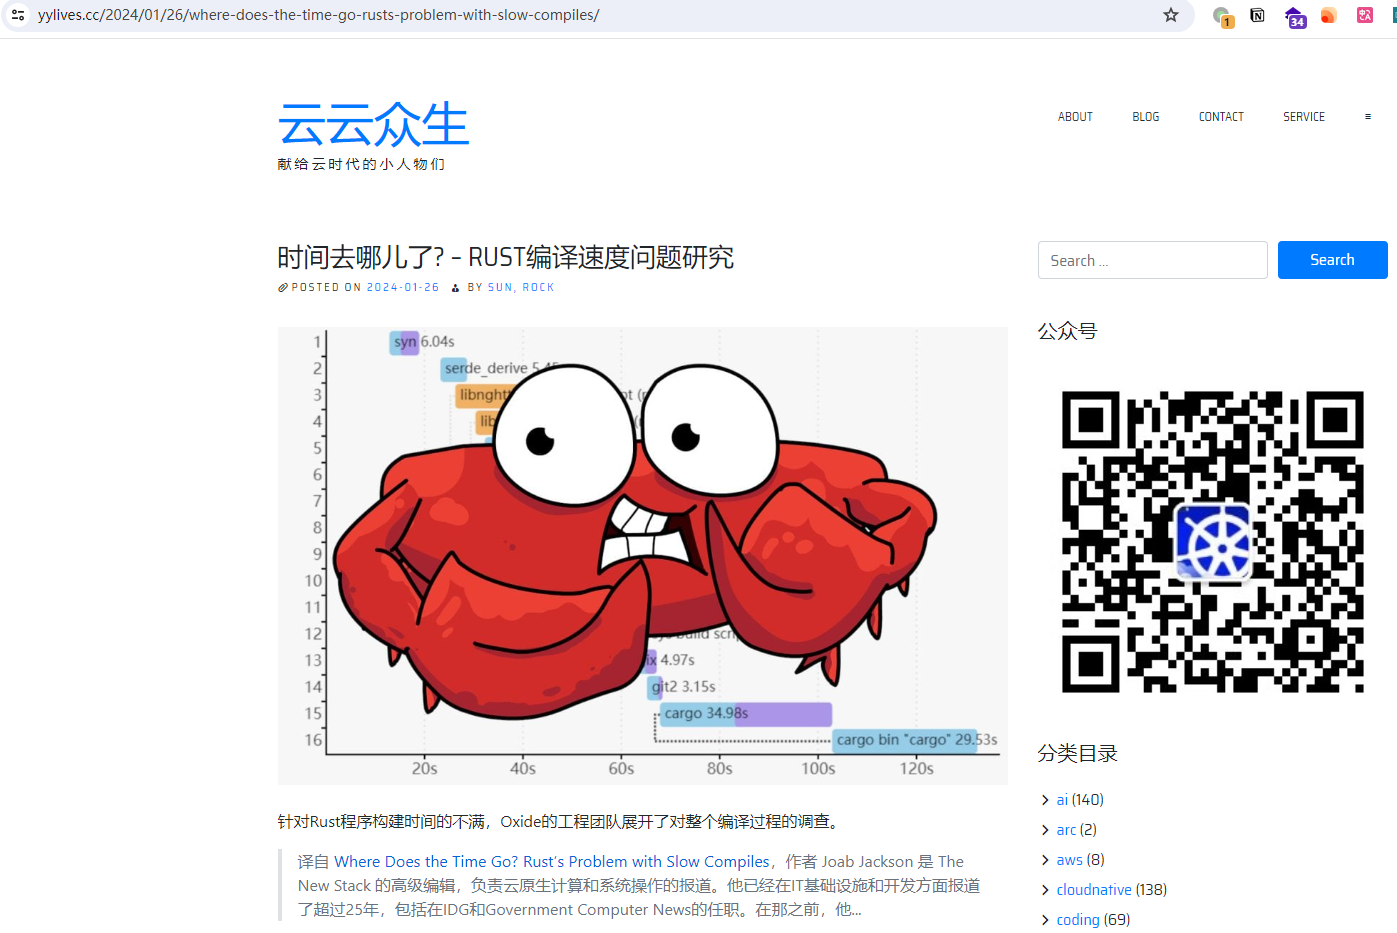 yylives.cc/2024/01/26/where-does-the-time-go-rusts-problem-with-slow-compiles/
1
34
云云众生
献给云时代的小人物们
ABOUT BLOG CONTACT SERVICE ≡
时间去哪儿了? – RUST编译速度问题研究
POSTED ON 2024-01-26 BY SUN, ROCK
Search ...
Search
公众号
1 syn 6.04s
2 serde_derive
3
4
5
6
7
8
9
10
11
12 build
13 4.97s
14 git2 3.15s
15 cargo 34.98s
16 cargo bin "cargo" 29.53s
20s 40s 60s 80s 100s 120s
针对Rust程序构建时间的不满，Oxide的工程团队展开了对整个编译过程的调查。
译自 Where Does the Time Go? Rust's Problem with Slow Compiles，作者 Joab Jackson 是 The
New Stack 的高级编辑，负责云原生计算和系统操作的报道。他已经在IT基础设施和开发方面报道
了超过25年，包括在IDG和Government Computer News的任职。在那之前，他...
分类目录
ai (140)
arc (2)
aws (8)
cloudnative (138)
coding (69)